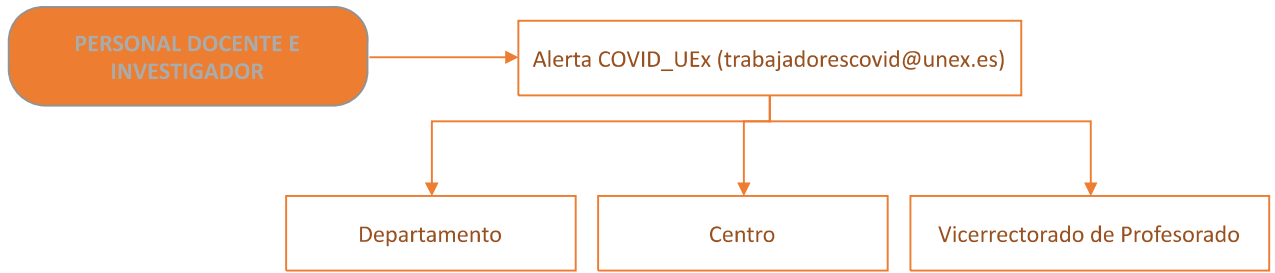 PERSONAL DOCENTE E
INVESTIGADOR
Alerta COVID_UEx (trabajadorescovid@unex.es)
Departamento
Centro
Vicerrectorado de Profesorado